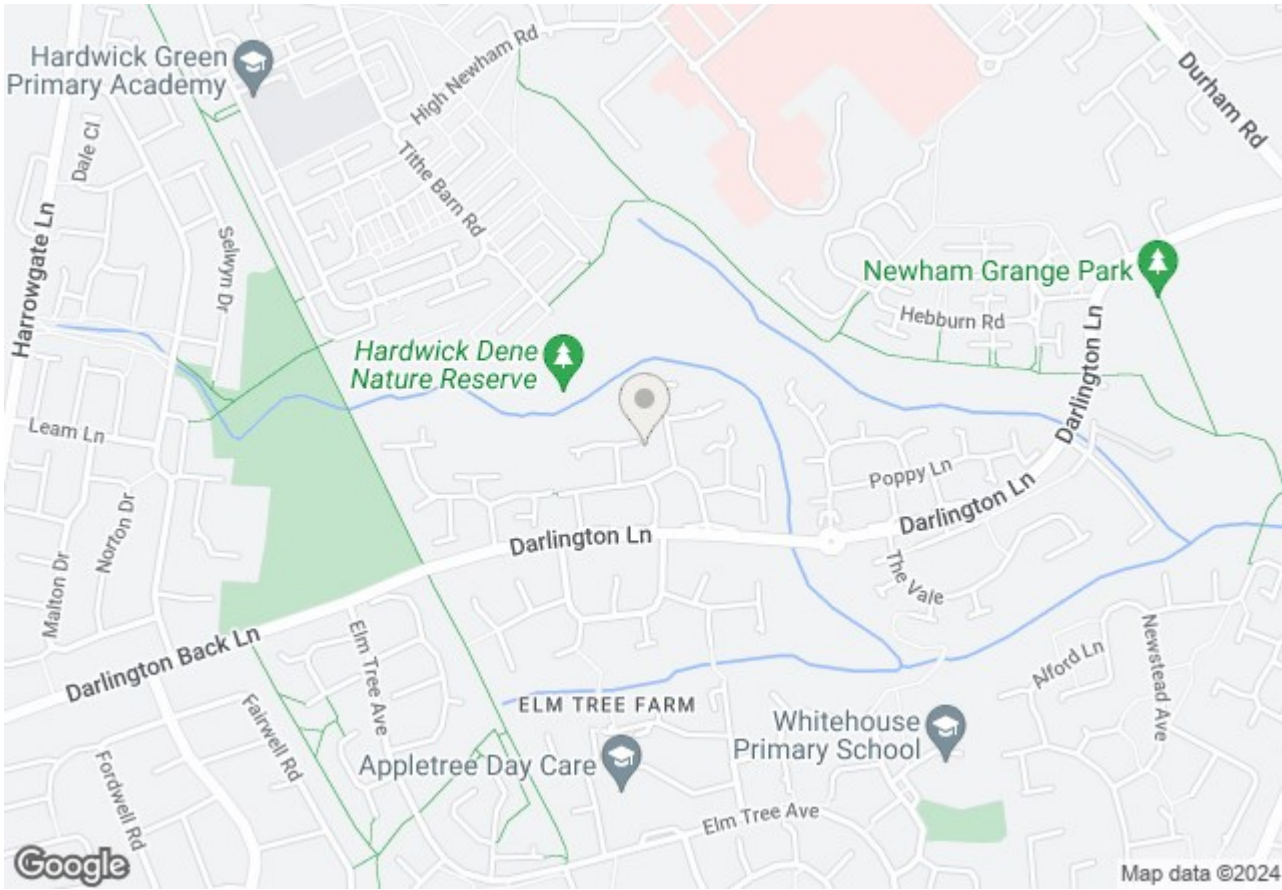 Hardwick Green
Primary Academy
High Newham Rd
Durham Rd
Dale Cl
Tithe Barn Rd
Harrowgate Ln
Selwyn Dr
Newham Grange Park
Hebburn Rd
Hardwick Dene
Nature Reserve
Darlington Ln
Leam Ln
Poppy Ln
Norton Dr
Darlington Ln
Darlington Ln
Malton Dr
The Vale
Elm Tree Ave
Newstead Ave
Darlington Back Ln
Alford Ln
Fairwell Rd
ELM TREE FARM
Whitehouse
Primary School
Appletree Day Care
Fordwell Rd
Elm Tree Ave
Google
Map data ©2024